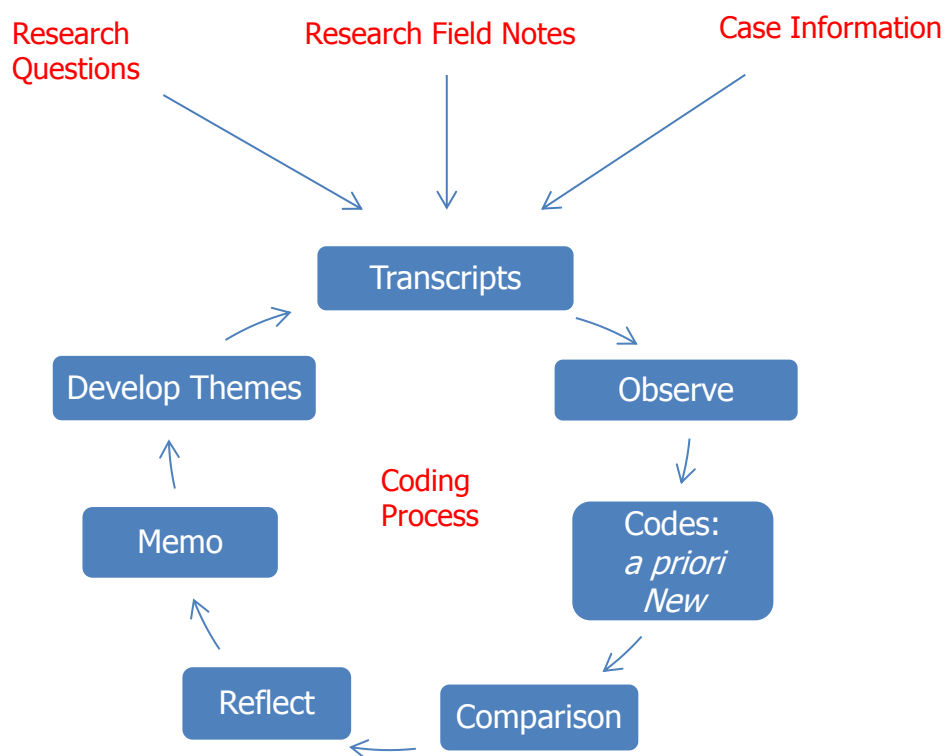 Research
Questions
Research Field Notes
Case Information
Transcripts
Observe
Codes:
a priori
New
Comparison
Reflect
Memo
Develop Themes
Coding
Process